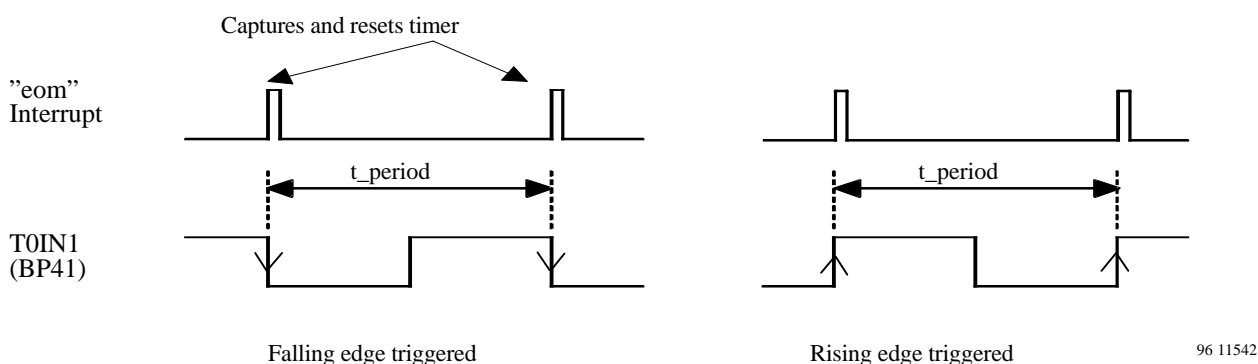 Captures and resets timer
”eom”
Interrupt
t_period
t_period
T0IN1
(BP41)
Falling edge triggered
Rising edge triggered
96 11542